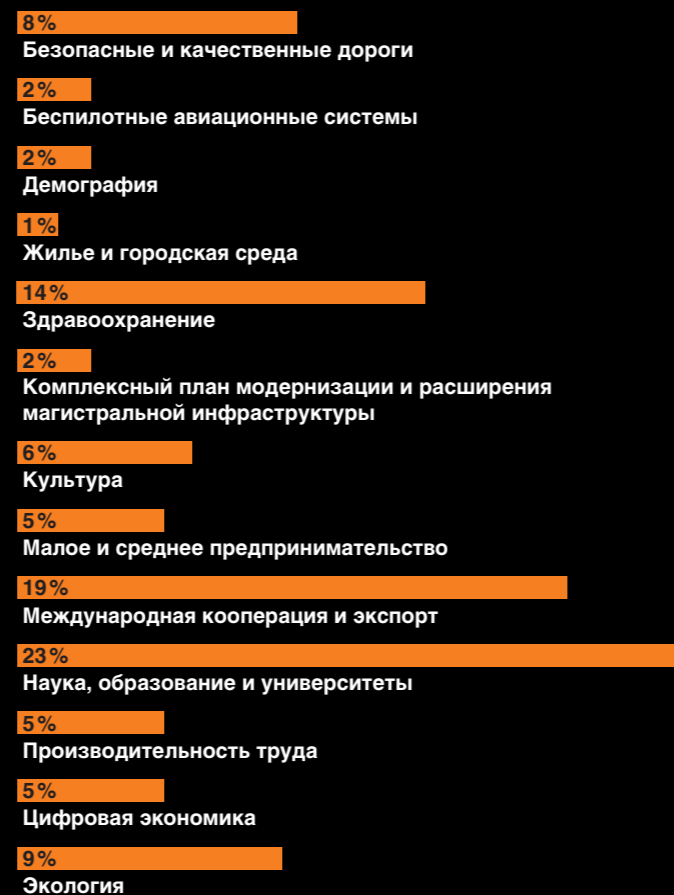 8%
Безопасные и качественные дороги
2%
Беспилотные авиационные системы
2%
Демография
1%
Жилье и городская среда
14%
Здравоохранение
2%
Комплексный план модернизации и расширения
магистральной инфраструктуры
6%
Культура
5%
Малое и среднее предпринимательство
19%
Международная кооперация и экспорт
23%
Наука, образование и университеты
5%
Производительность труда
5%
Цифровая экономика
9%
Экология